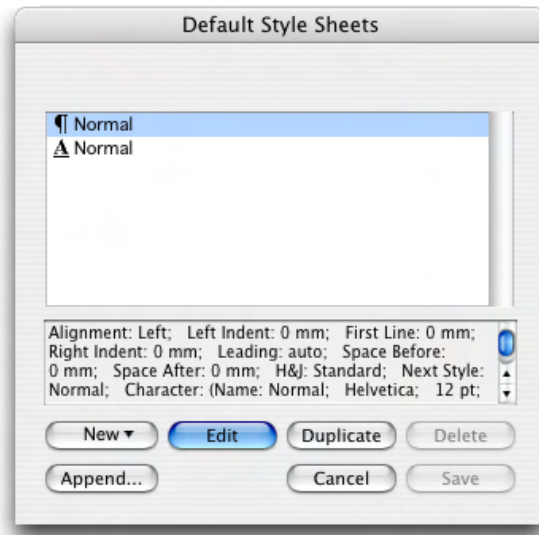 Default Style Sheets
¶ Normal
A Normal
Alignment: Left; Left Indent: 0 mm; First Line: 0 mm;
Right Indent: 0 mm; Leading: auto; Space Before:
0 mm; Space After: 0 mm; H&J: Standard; Next Style:
Normal; Character: (Name: Normal; Helvetica; 12 pt;
New Edit Duplicate Delete
Append... Cancel Save